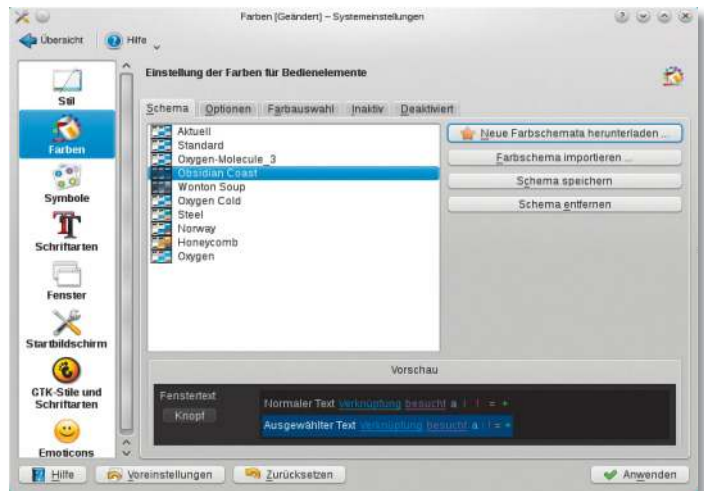 Farben [Geändert] – Systemeinstellungen
Übersicht
Hilfe
Stil
Farben
Symbole
Schriftarten
Fenster
Startbildschirm
GTK-Stile und
Schriftarten
Emoticons
Einstellung der Farben für Bedienelemente
Schema
Optionen
Farbauswahl
Inaktiv
Deaktiviert
Aktuell
Standard
Oxygen-Molecule_3
Obsidian Coast
Wonton Soup
Oxygen Cold
Steel
Norway
Honeycomb
Oxygen
Neue Farbschemata herunterladen ...
Farbschema importieren ...
Schema speichern
Schema entfernen
Vorschau
Fenstertext
Knopf
Normaler Text Verknüpfung besucht a ! ! = +
Ausgewählter Text Verknüpfung besucht a ! ! = +
Hilfe
Voreinstellungen
Zurücksetzen
Anwenden